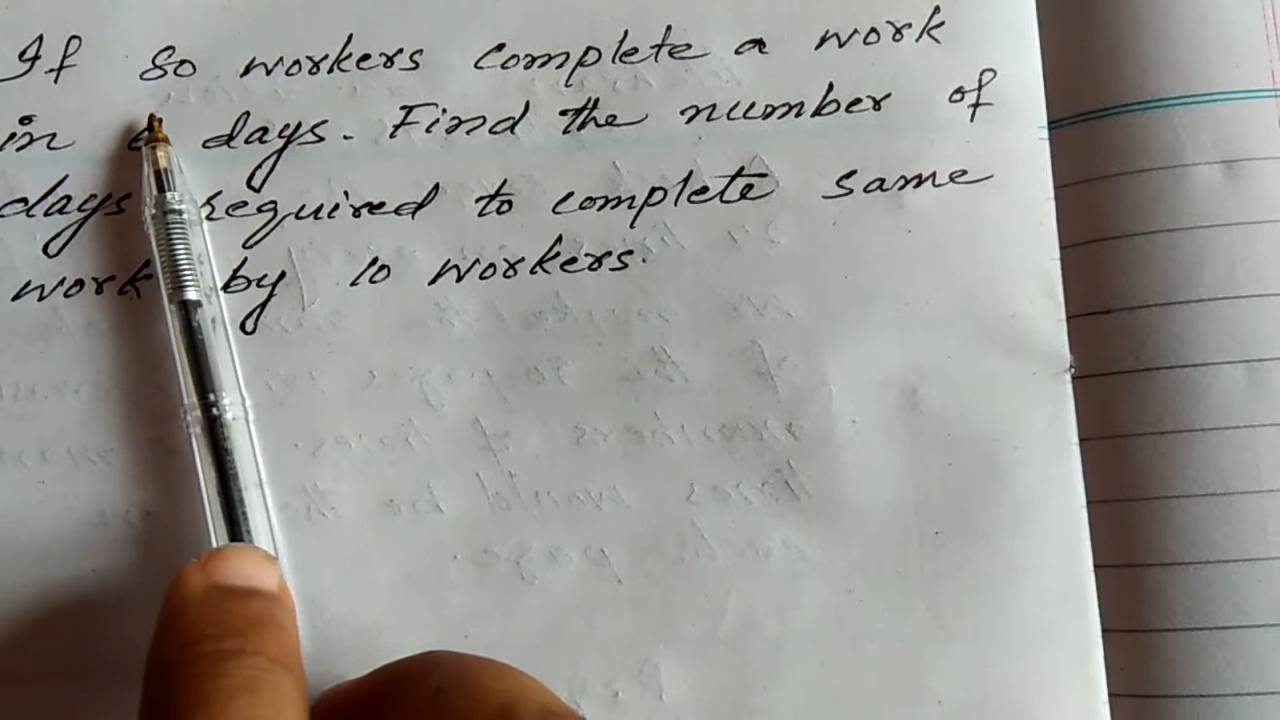 If 80 workers complete a work
in days. Find the number of
days required to complete same
work by 10 workers.